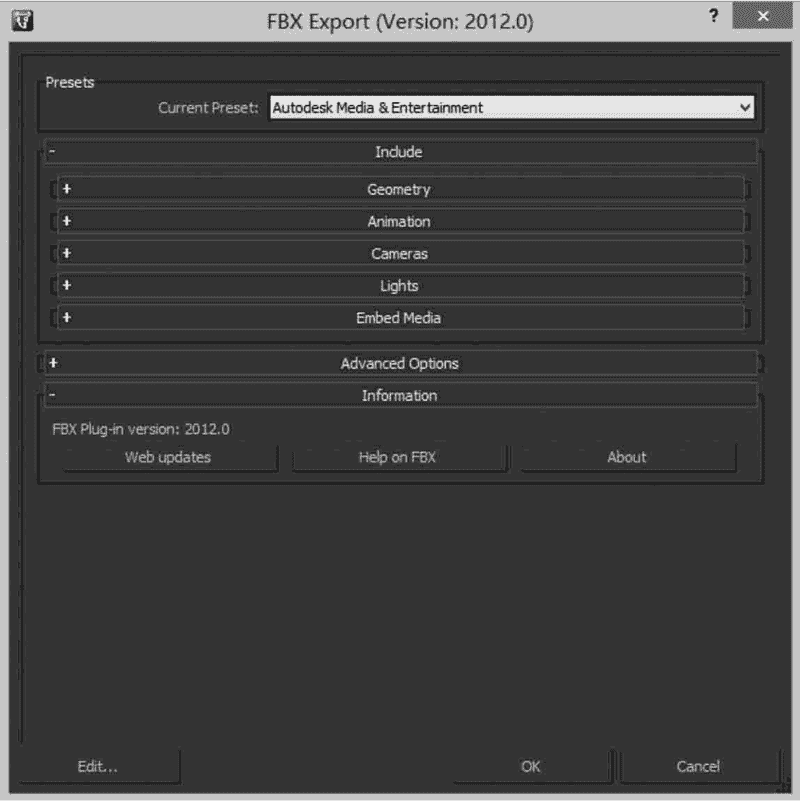 FBX Export (Version: 2012.0)
? ×
Presets
Current Preset: Autodesk Media & Entertainment
- Include
+ Geometry
+ Animation
+ Cameras
+ Lights
+ Embed Media
+ Advanced Options
- Information
FBX Plug-in version: 2012.0
Web updates Help on FBX About
Edit... OK Cancel